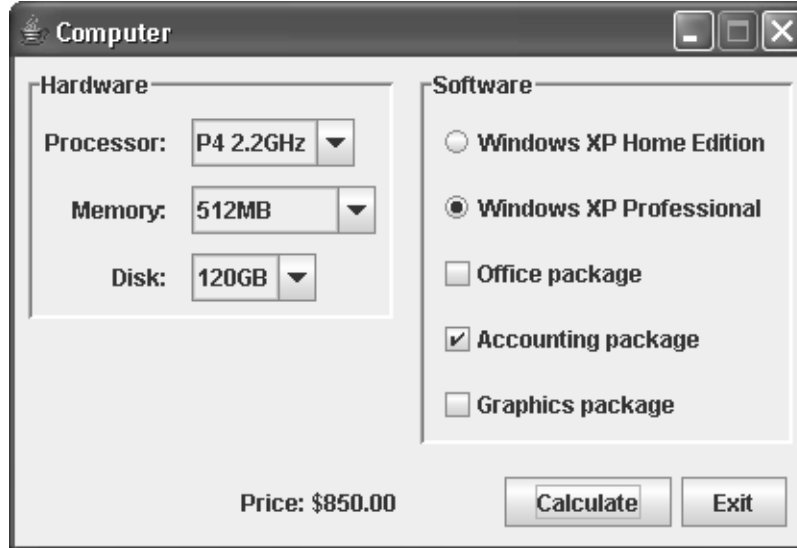 Computer
Hardware
Processor: P4 2.2GHz
Memory: 512MB
Disk: 120GB
Software
Windows XP Home Edition
Windows XP Professional
Office package
Accounting package
Graphics package
Price: $850.00
Calculate
Exit